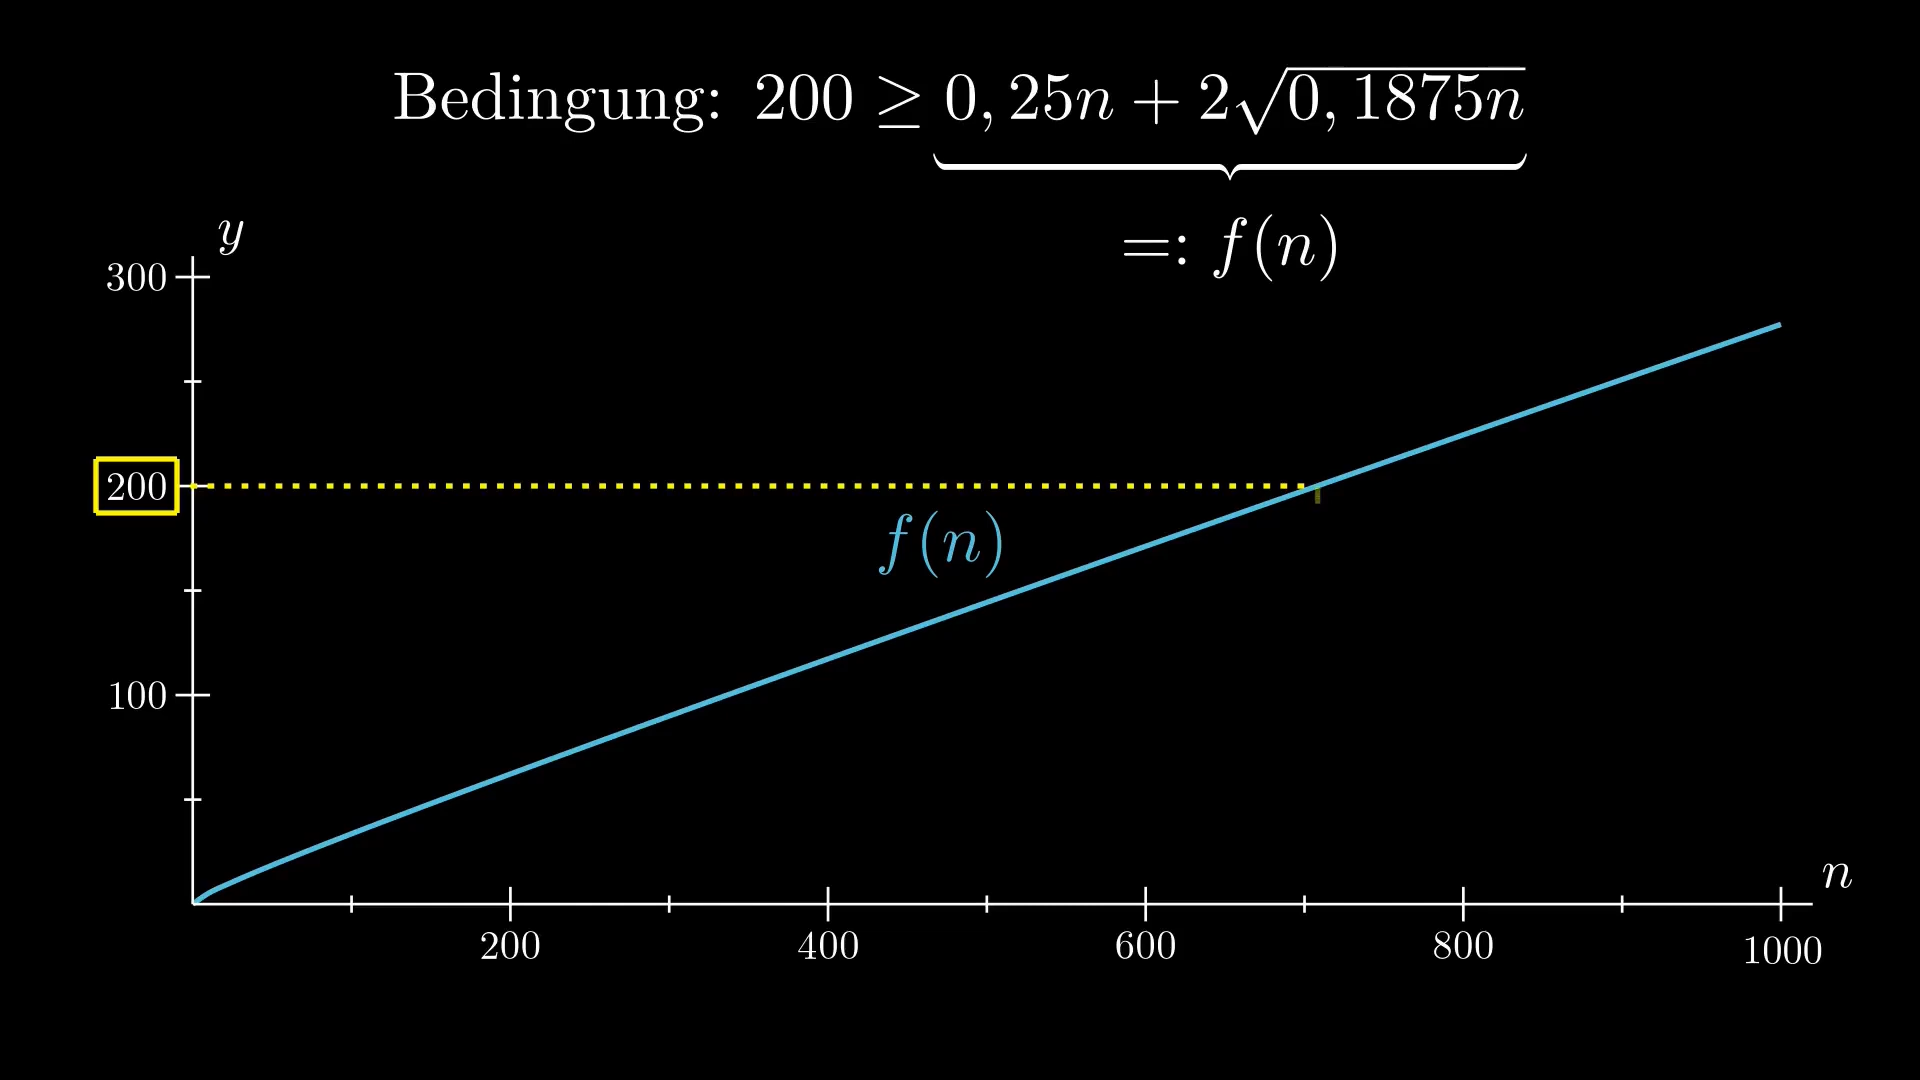 Bedingung: 200 ≥ 0,25n + 2√0,1875n
=: f(n)
y
300
200
f(n)
100
n
200 400 600 800 1000